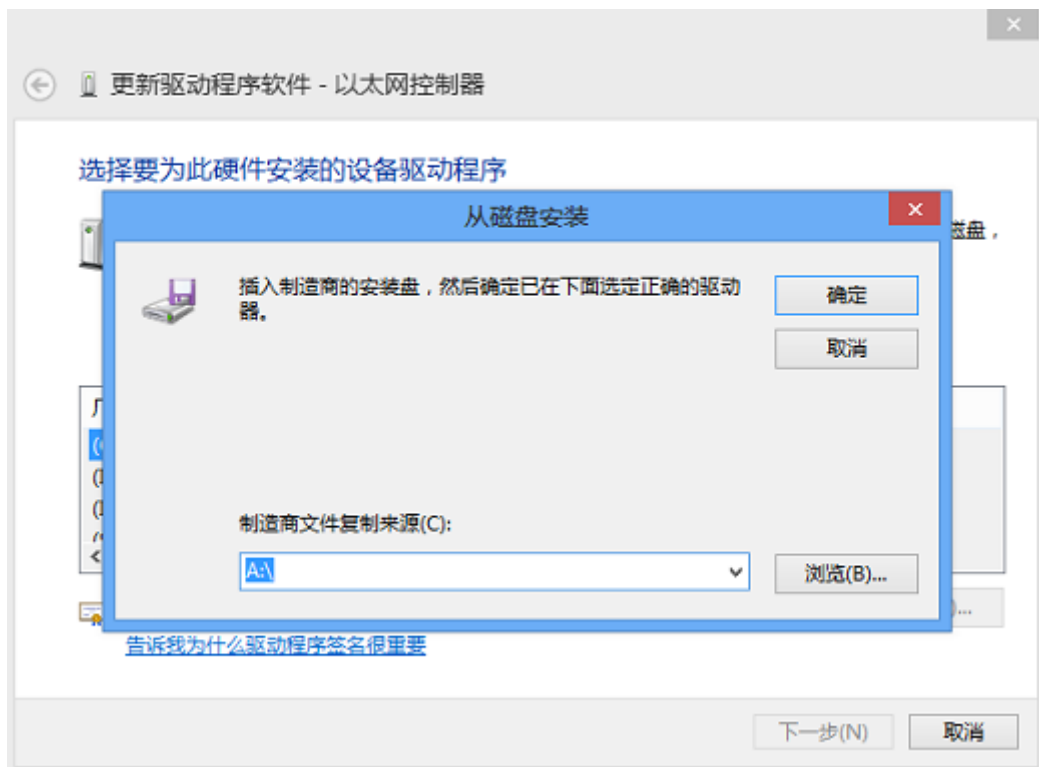 更新驱动程序软件 - 以太网控制器
选择要为此硬件安装的设备驱动程序
从磁盘安装
磁盘，
插入制造商的安装盘，然后确定已在下面选定正确的驱动
器。
确定
取消
制造商文件复制来源(C):
A:\
浏览(B)...
告诉我为什么驱动程序签名很重要
下一步(N)
取消